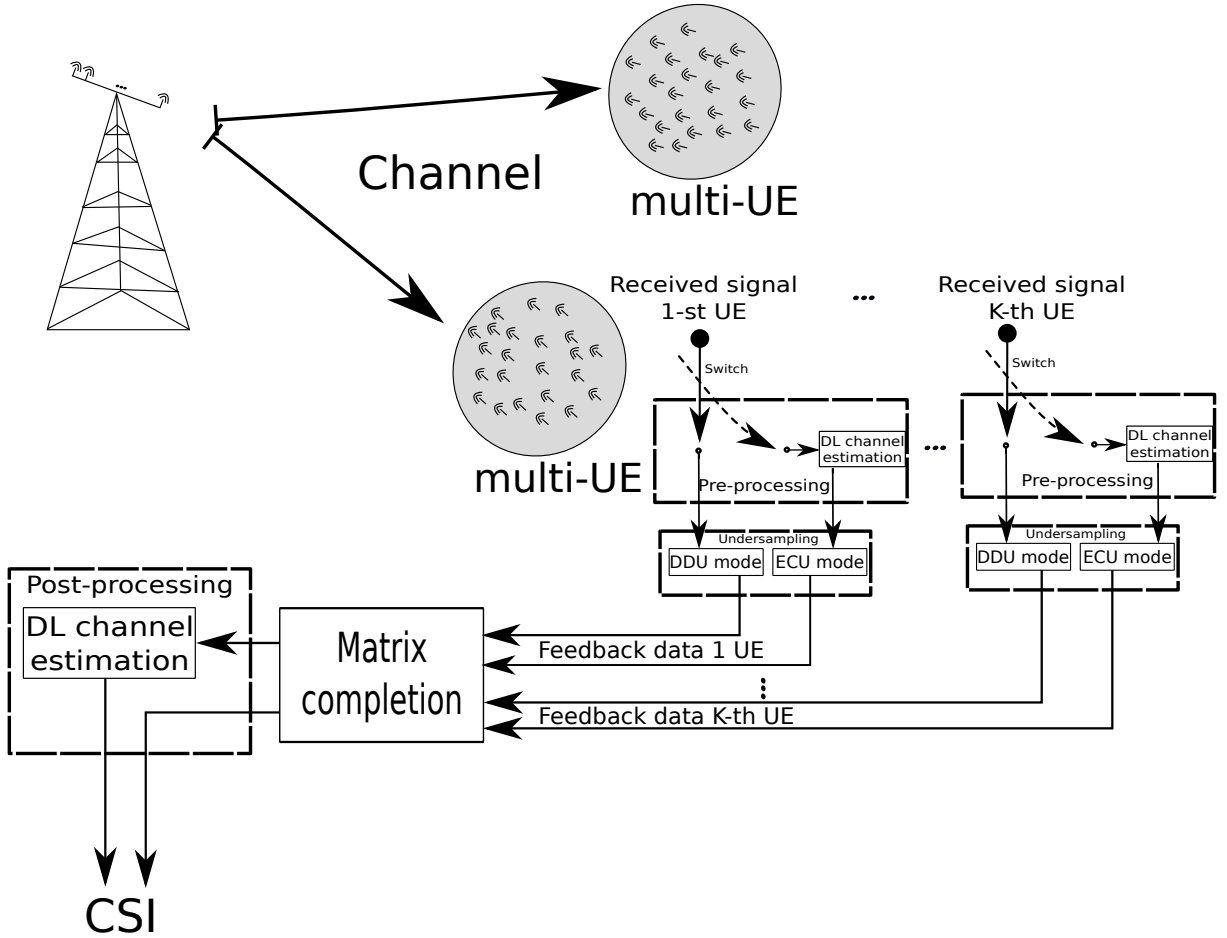 Channel
multi-UE
multi-UE
Received signal
1-st UE
...
Received signal
K-th UE
Switch
Switch
DL channel
estimation
Pre-processing
...
DL channel
estimation
Pre-processing
Undersampling
DDU mode
ECU mode
Undersampling
DDU mode
ECU mode
Post-processing
DL channel
estimation
Matrix
completion
Feedback data 1 UE
Feedback data K-th UE
CSI